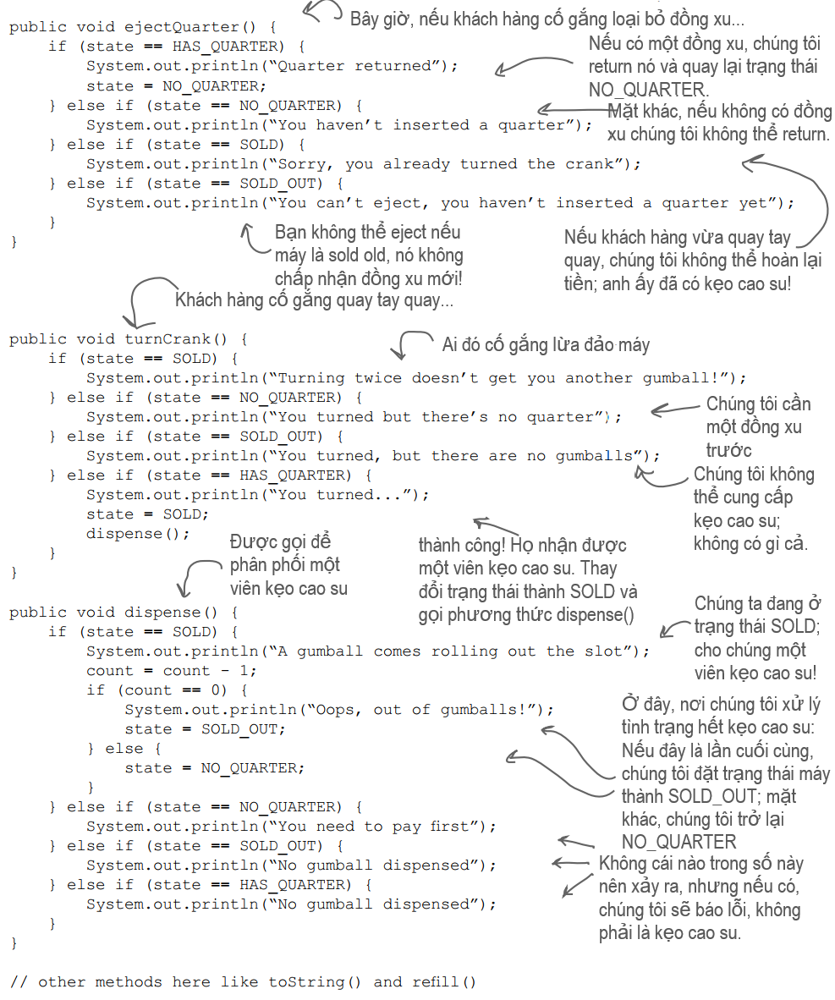 Bây giờ, nếu khách hàng cố gắng loại bỏ đồng xu...
public void ejectQuarter() {
if (state == HAS_QUARTER) {
System.out.println(“Quarter returned”);
state = NO_QUARTER;
Nếu có một đồng xu, chúng tôi
return nó và quay lại trạng thái
NO_QUARTER.
} else if (state == NO_QUARTER) {
System.out.println(“You haven’t inserted a quarter”);
Mặt khác, nếu không có đồng
xu chúng tôi không thể return.
} else if (state == SOLD) {
System.out.println(“Sorry, you already turned the crank”);
} else if (state == SOLD_OUT) {
System.out.println(“You can’t eject, you haven’t inserted a quarter yet”);
}
}
Bạn không thể eject nếu
máy là sold old, nó không
chấp nhận đồng xu mới!
Nếu khách hàng vừa quay tay
quay, chúng tôi không thể hoàn lại
tiền; anh ấy đã có kẹo cao su!
Khách hàng cố gắng quay tay quay...
public void turnCrank() {
Ai đó cố gắng lừa đảo máy
if (state == SOLD) {
System.out.println(“Turning twice doesn’t get you another gumball!”);
} else if (state == NO_QUARTER) {
System.out.println(“You turned but there’s no quarter”);
Chúng tôi cần
một đồng xu
trước
} else if (state == SOLD_OUT) {
System.out.println(“You turned, but there are no gumballs”);
Chúng tôi không
thể cung cấp
kẹo cao su;
không có gì cả.
} else if (state == HAS_QUARTER) {
System.out.println(“You turned...”);
state = SOLD;
dispense();
}
}
Được gọi để
phân phối một
viên kẹo cao su
thành công! Họ nhận được
một viên kẹo cao su. Thay
đổi trạng thái thành SOLD và
gọi phương thức dispense()
public void dispense() {
if (state == SOLD) {
System.out.println(“A gumball comes rolling out the slot”);
Chúng ta đang ở
trạng thái SOLD;
cho chúng một
viên kẹo cao su!
count = count - 1;
if (count == 0) {
System.out.println(“Oops, out of gumballs!”);
state = SOLD_OUT;
} else {
state = NO_QUARTER;
}
Ở đây, nơi chúng tôi xử lý
tình trạng hết kẹo cao su:
Nếu đây là lần cuối cùng,
chúng tôi đặt trạng thái máy
thành SOLD_OUT; mặt
khác, chúng tôi trở lại
NO_QUARTER
} else if (state == NO_QUARTER) {
System.out.println(“You need to pay first”);
} else if (state == SOLD_OUT) {
System.out.println(“No gumball dispensed”);
} else if (state == HAS_QUARTER) {
System.out.println(“No gumball dispensed”);
}
}
Không cái nào trong số này
nên xảy ra, nhưng nếu có,
chúng tôi sẽ báo lỗi, không
phải là kẹo cao su.
// other methods here like toString() and refill()